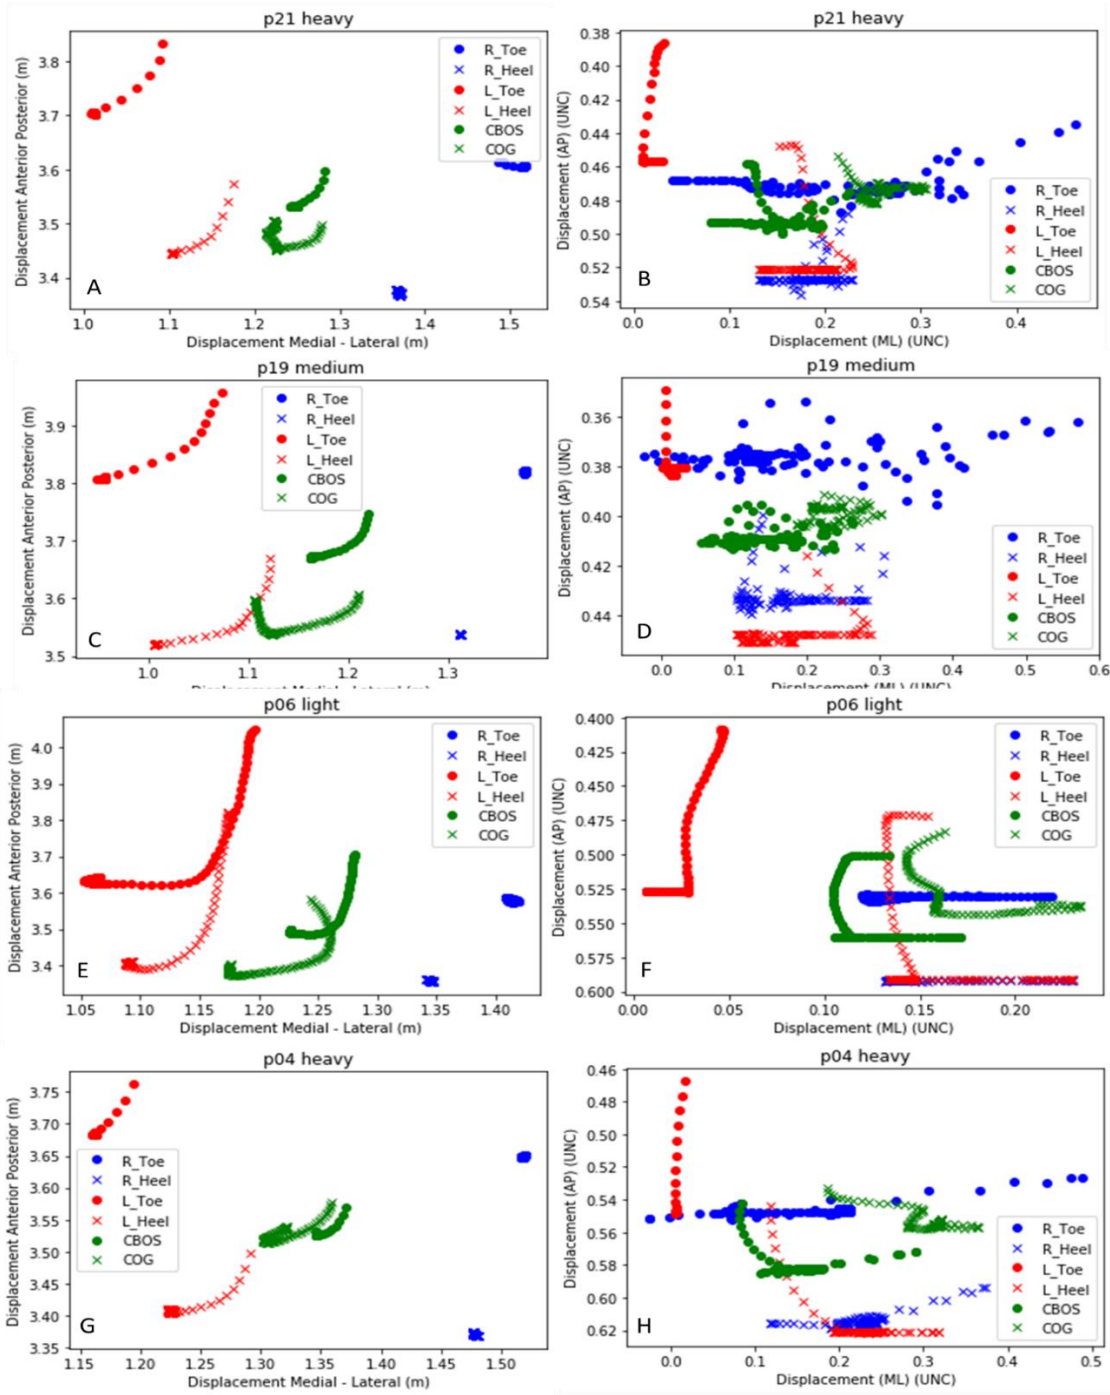 p21 heavy
Displacement Anterior Posterior (m)
3.8
3.7
3.6
3.5
3.4
R_Toe
R_Heel
L_Toe
L_Heel
CBOS
COG
A
1.0 1.1 1.2 1.3 1.4 1.5
Displacement Medial - Lateral (m)
p21 heavy
Displacement (AP) (UNC)
0.38
0.40
0.42
0.44
0.46
0.48
0.50
0.52
0.54
R_Toe
R_Heel
L_Toe
L_Heel
CBOS
COG
B
0.0 0.1 0.2 0.3 0.4
Displacement (ML) (UNC)
p19 medium
Displacement Anterior Posterior (m)
3.9
3.8
3.7
3.6
3.5
R_Toe
R_Heel
L_Toe
L_Heel
CBOS
COG
C
1.0 1.1 1.2 1.3
Displacement Medial - Lateral (m)
p19 medium
Displacement (AP) (UNC)
0.36
0.38
0.40
0.42
0.44
R_Toe
R_Heel
L_Toe
L_Heel
CBOS
COG
D
0.0 0.1 0.2 0.3 0.4 0.5 0.6
Displacement (ML) (UNC)
p06 light
Displacement Anterior Posterior (m)
4.0
3.9
3.8
3.7
3.6
3.5
3.4
R_Toe
R_Heel
L_Toe
L_Heel
CBOS
COG
E
1.05 1.10 1.15 1.20 1.25 1.30 1.35 1.40
Displacement Medial - Lateral (m)
p06 light
Displacement (AP) (UNC)
0.400
0.425
0.450
0.475
0.500
0.525
0.550
0.575
0.600
R_Toe
R_Heel
L_Toe
L_Heel
CBOS
COG
F
0.00 0.05 0.10 0.15 0.20
Displacement (ML) (UNC)
p04 heavy
Displacement Anterior Posterior (m)
3.75
3.70
3.65
3.60
3.55
3.50
3.45
3.40
3.35
R_Toe
R_Heel
L_Toe
L_Heel
CBOS
COG
G
1.15 1.20 1.25 1.30 1.35 1.40 1.45 1.50
Displacement Medial - Lateral (m)
p04 heavy
Displacement (AP) (UNC)
0.46
0.48
0.50
0.52
0.54
0.56
0.58
0.60
0.62
R_Toe
R_Heel
L_Toe
L_Heel
CBOS
COG
H
0.0 0.1 0.2 0.3 0.4 0.5
Displacement (ML) (UNC)